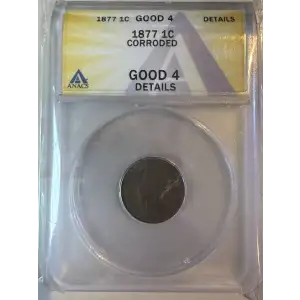 1877 1C GOOD 4 DETAILS
1877 1C
CORRODED
GOOD 4
DETAILS
ANACS